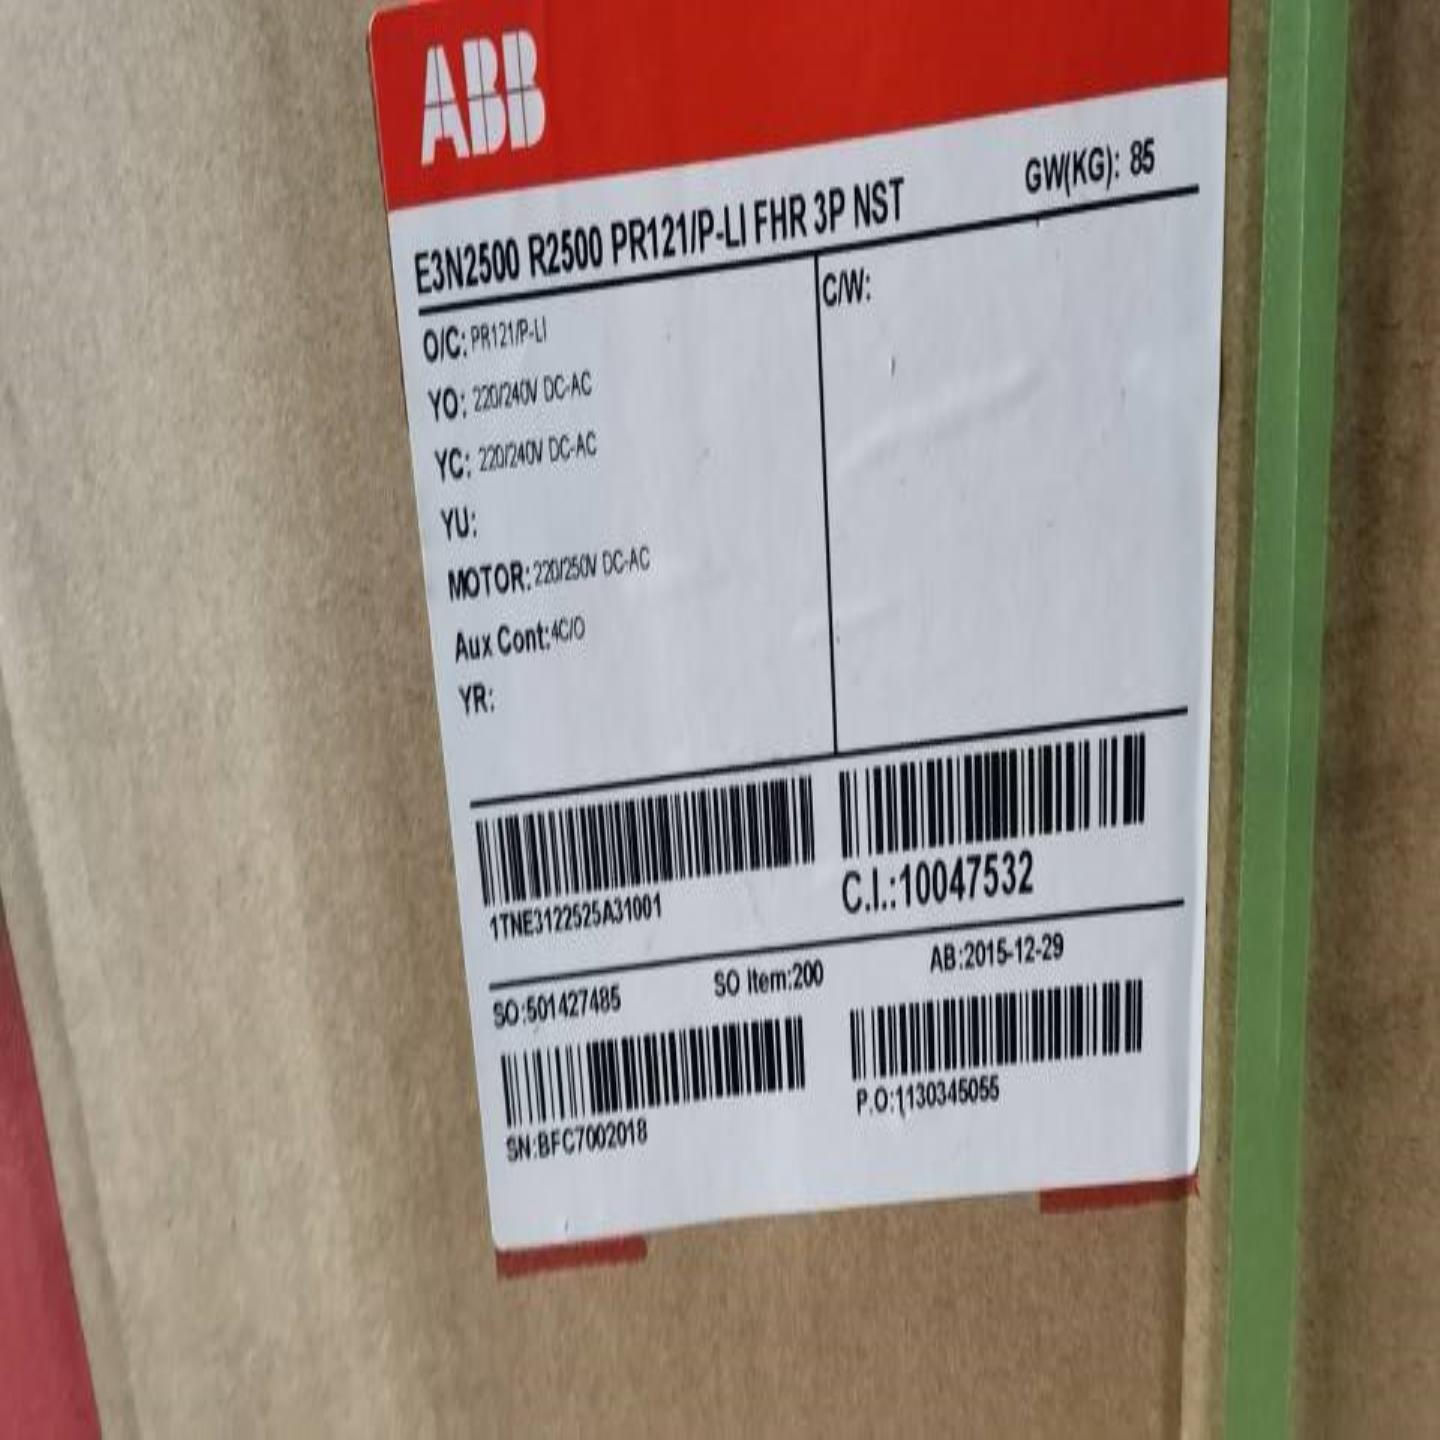 ABB
E3N2500 R2500 PR121/P-LI FHR 3P NST
GW(KG): 85
O/C: PR121/P-LI
YO: 220/240V DC-AC
YC: 220/240V DC-AC
YU:
MOTOR: 220/250V DC-AC
Aux Cont: 4C/O
YR:
C/W:
1TNE3122525A31001
C.I.:10047532
SO:501427485 SO Item:200 AB:2015-12-29
SN:BFC7002018
P.O:1130345055